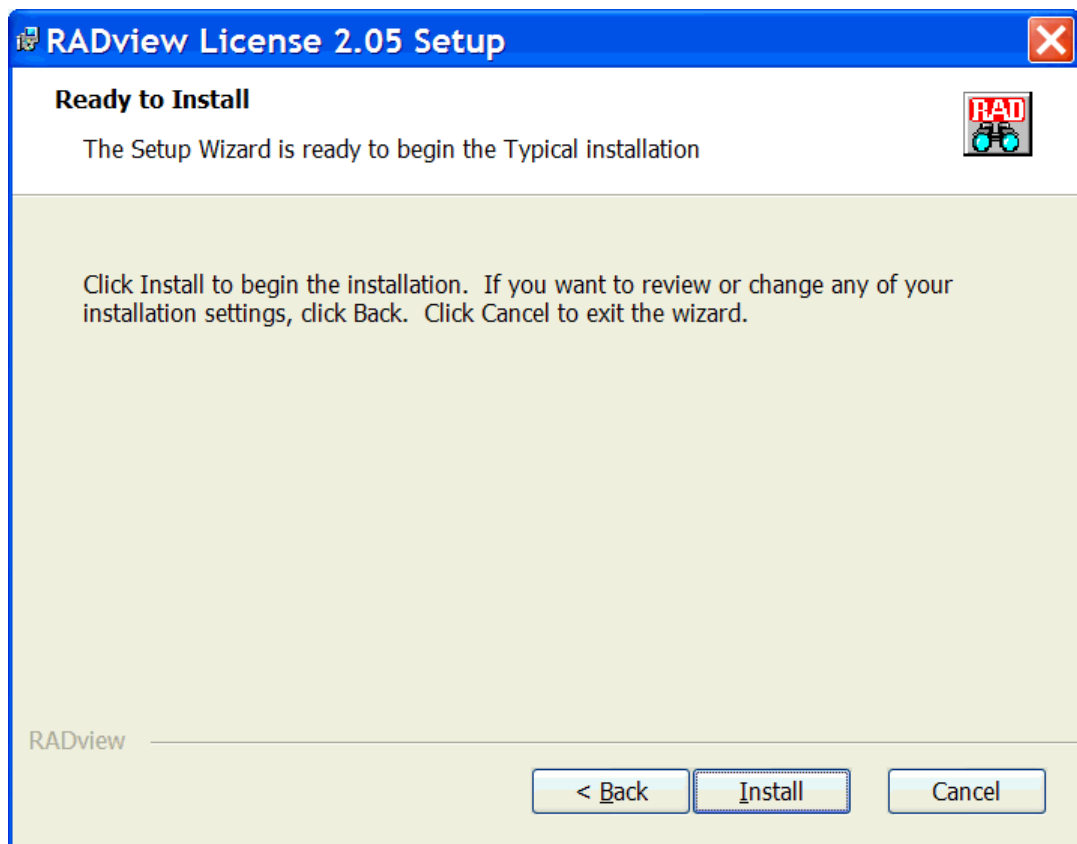 RADview License 2.05 Setup
Ready to Install
RAD
The Setup Wizard is ready to begin the Typical installation
Click Install to begin the installation.  If you want to review or change any of your
installation settings, click Back.  Click Cancel to exit the wizard.
RADview
< Back
Install
Cancel